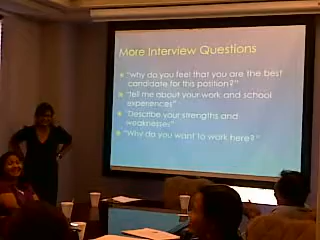 More Interview Questions
"why do you feel that you are the best
candidate for this position?"
"tell me about your work and school
experiences"
"Describe your strengths and
weaknesses"
"Why do you want to work here?"